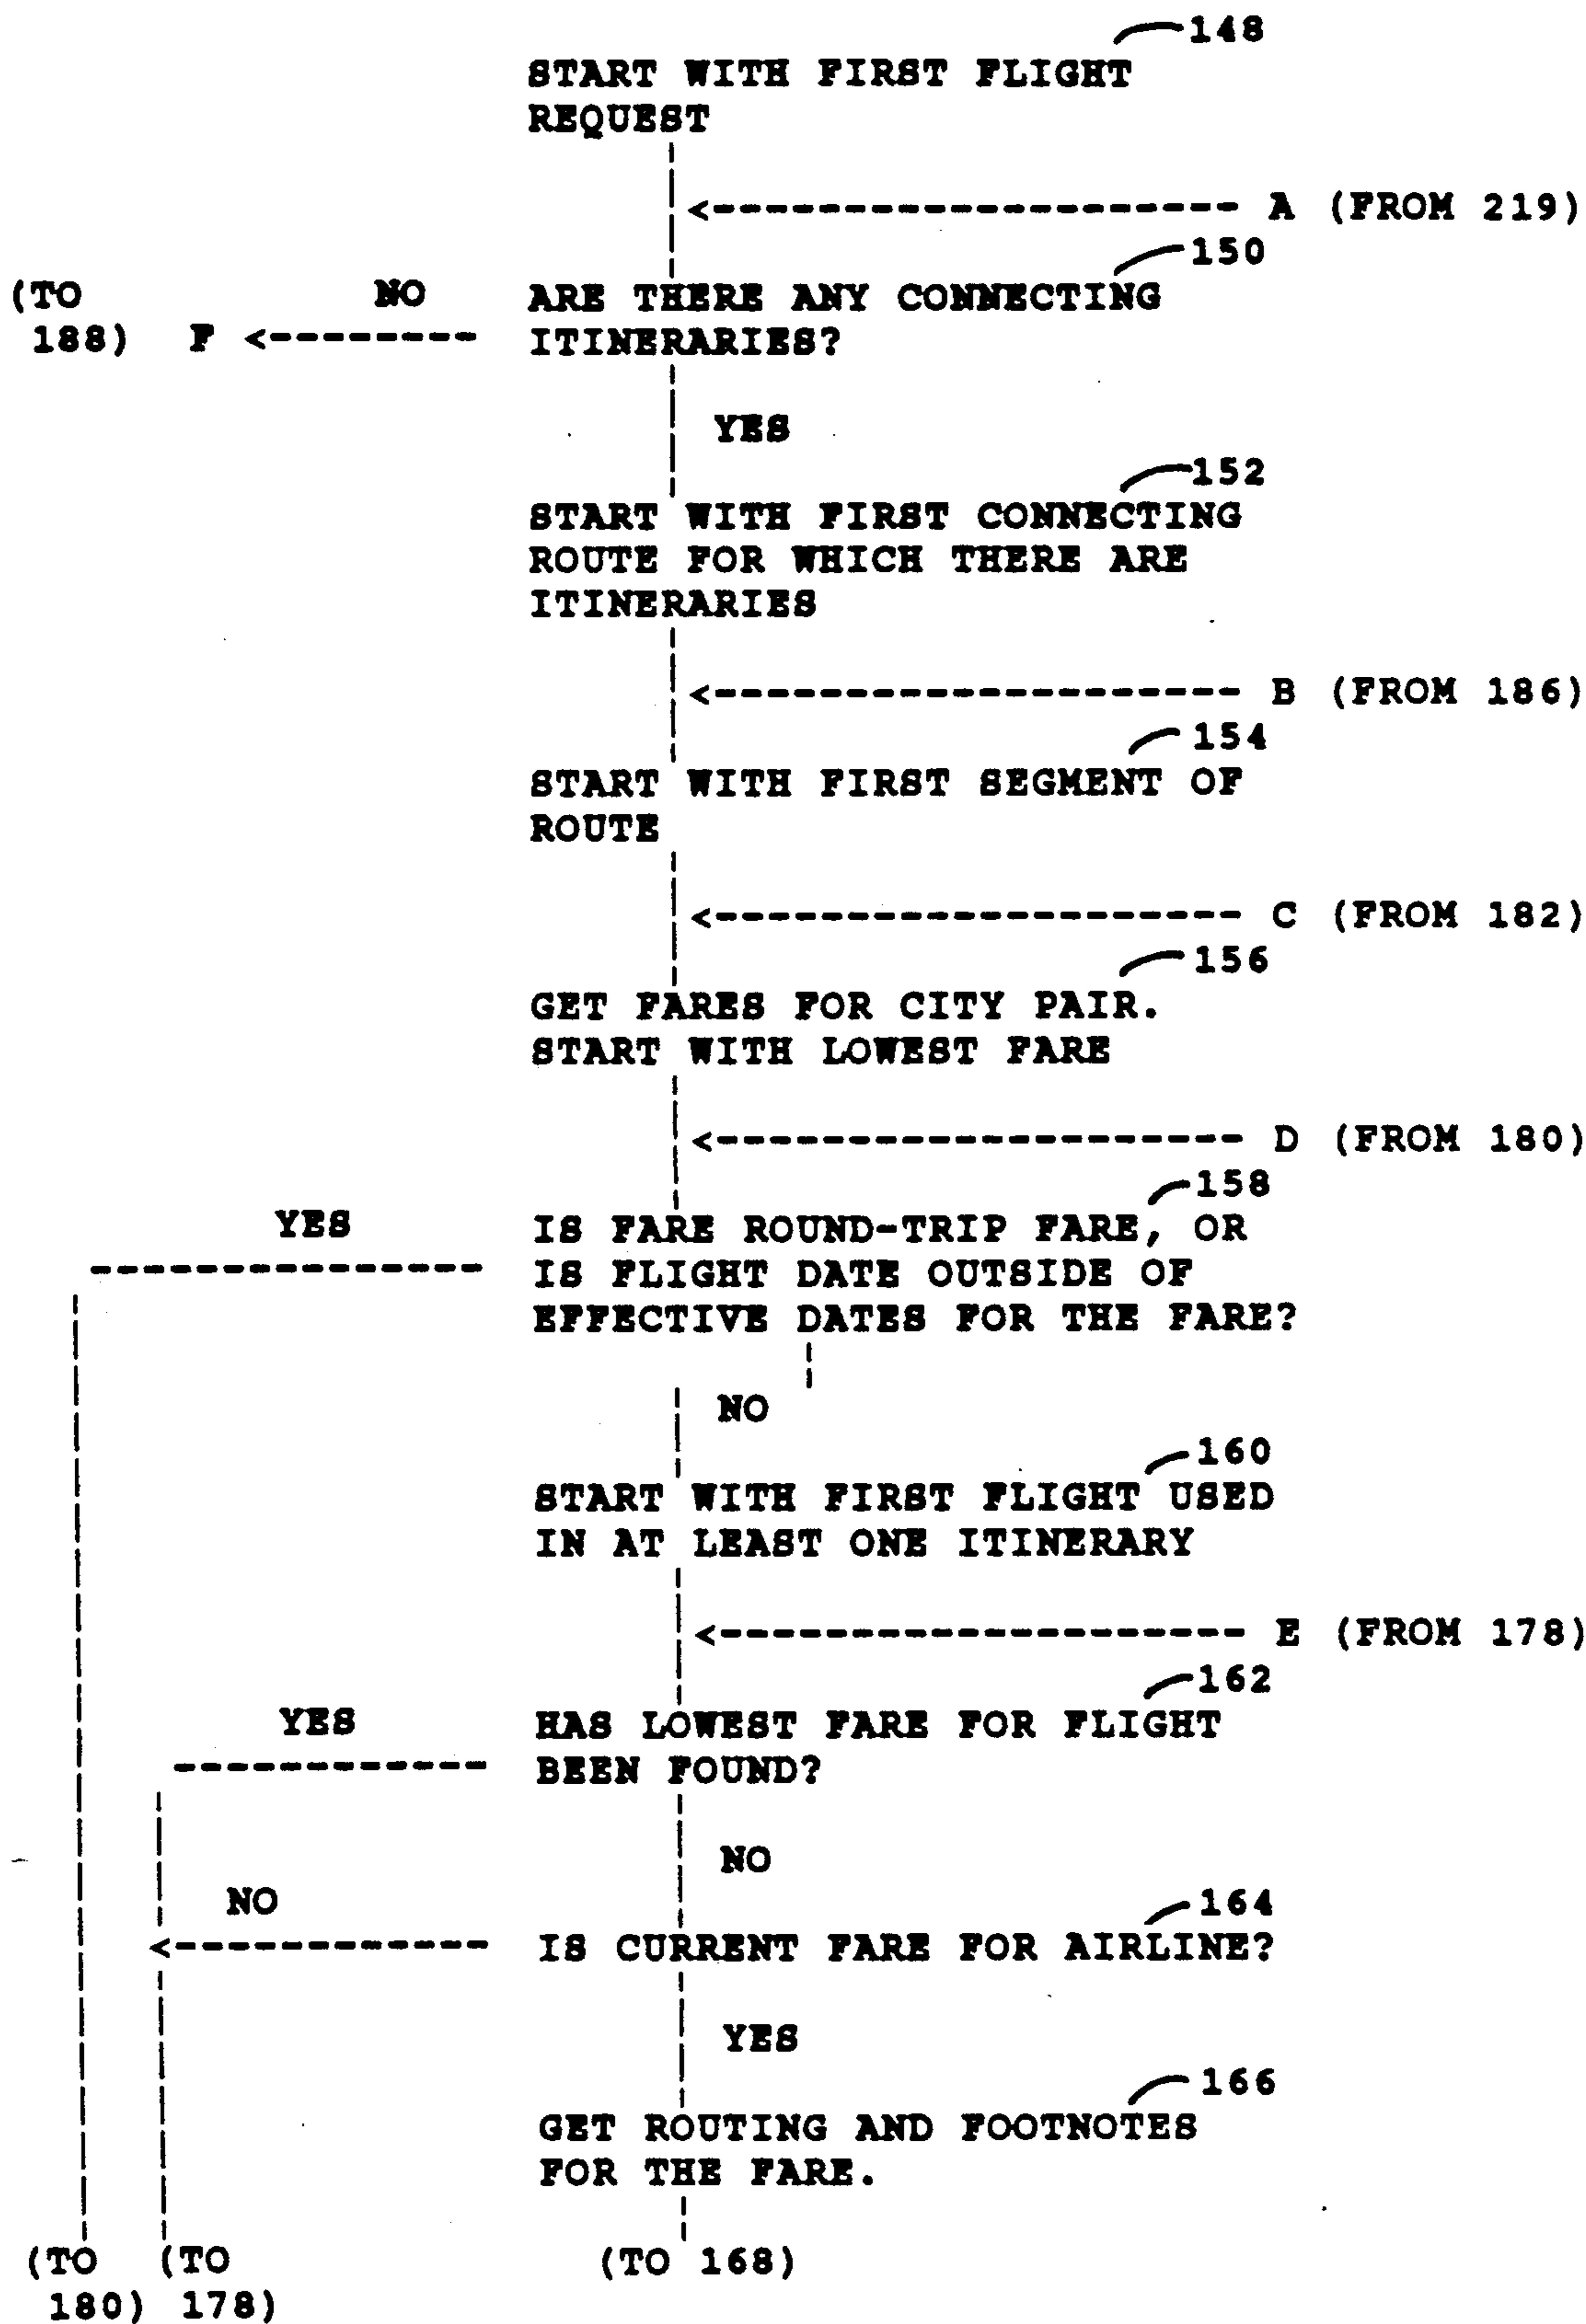 148
START WITH FIRST FLIGHT
REQUEST
A (FROM 219)
150
(TO NO ARE THERE ANY CONNECTING
188) F ITINERARIES?
YES
152
START WITH FIRST CONNECTING
ROUTE FOR WHICH THERE ARE
ITINERARIES
B (FROM 186)
154
START WITH FIRST SEGMENT OF
ROUTE
C (FROM 182)
156
GET FARES FOR CITY PAIR.
START WITH LOWEST FARE
D (FROM 180)
158
YES IS FARE ROUND-TRIP FARE, OR
IS FLIGHT DATE OUTSIDE OF
EFFECTIVE DATES FOR THE FARE?
NO
160
START WITH FIRST FLIGHT USED
IN AT LEAST ONE ITINERARY
E (FROM 178)
162
YES HAS LOWEST FARE FOR FLIGHT
BEEN FOUND?
NO
NO 164
IS CURRENT FARE FOR AIRLINE?
YES
166
GET ROUTING AND FOOTNOTES
FOR THE FARE.
(TO (TO (TO 168)
180) 178)